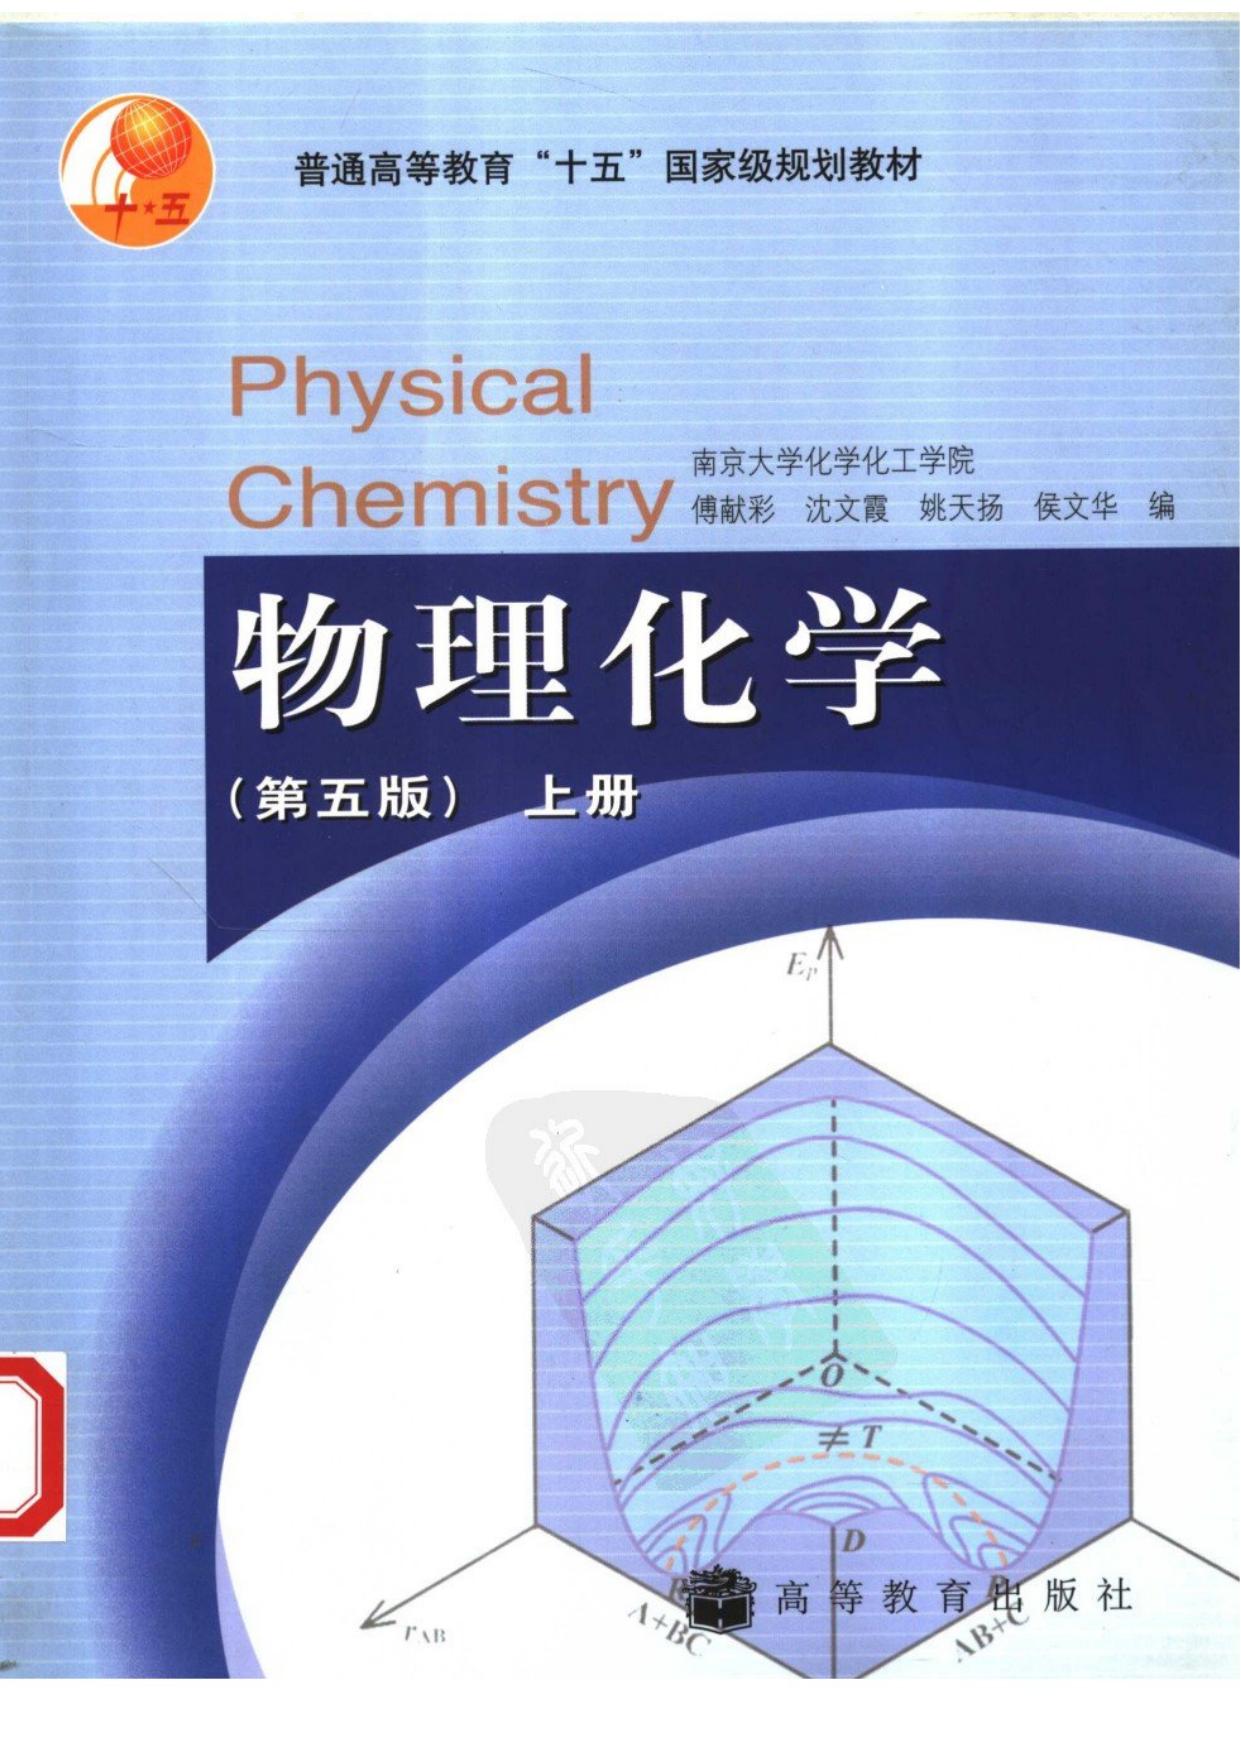 普通高等教育“十五”国家级规划教材
十★五
Physical
Chemistry
南京大学化学化工学院
傅献彩 沈文霞 姚天扬 侯文华 编
物理化学
(第五版) 上册
Ep
O
≠ T
D
R
P
高等教育出版社
A+BC
AB+C
rAB